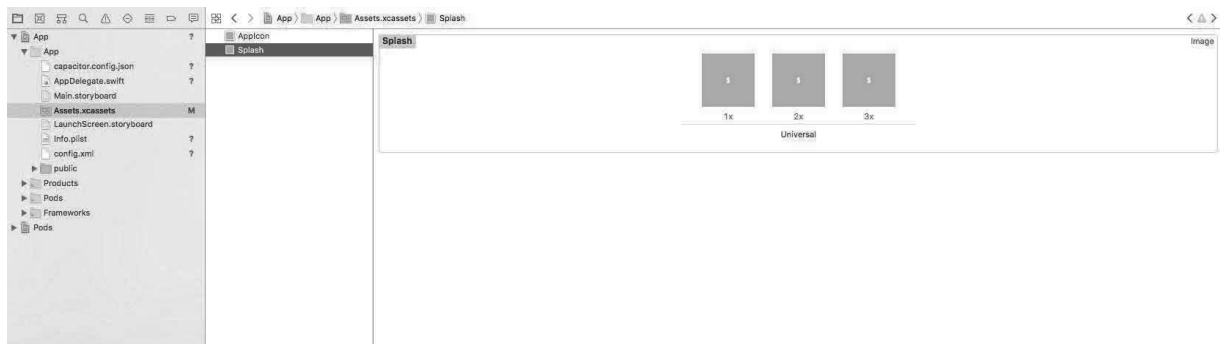 App 〉 App 〉 Assets.xcassets 〉 Splash
App ?
App
capacitor.config.json ?
AppDelegate.swift ?
Main.storyboard
Assets.xcassets M
LaunchScreen.storyboard
Info.plist ?
config.xml ?
public
Products
Pods
Frameworks
Pods
AppIcon
Splash
Splash
Image
1x 2x 3x
Universal